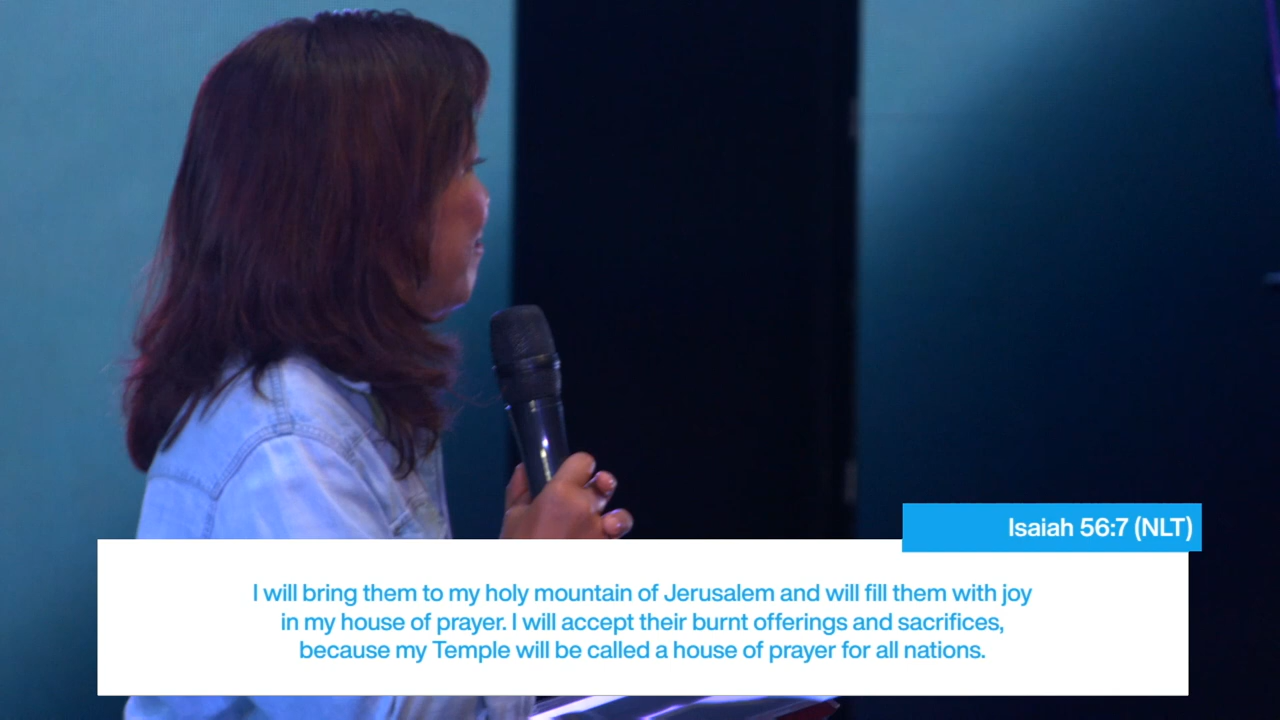 Isaiah 56:7 (NLT)
I will bring them to my holy mountain of Jerusalem and will fill them with joy
in my house of prayer. I will accept their burnt offerings and sacrifices,
because my Temple will be called a house of prayer for all nations.